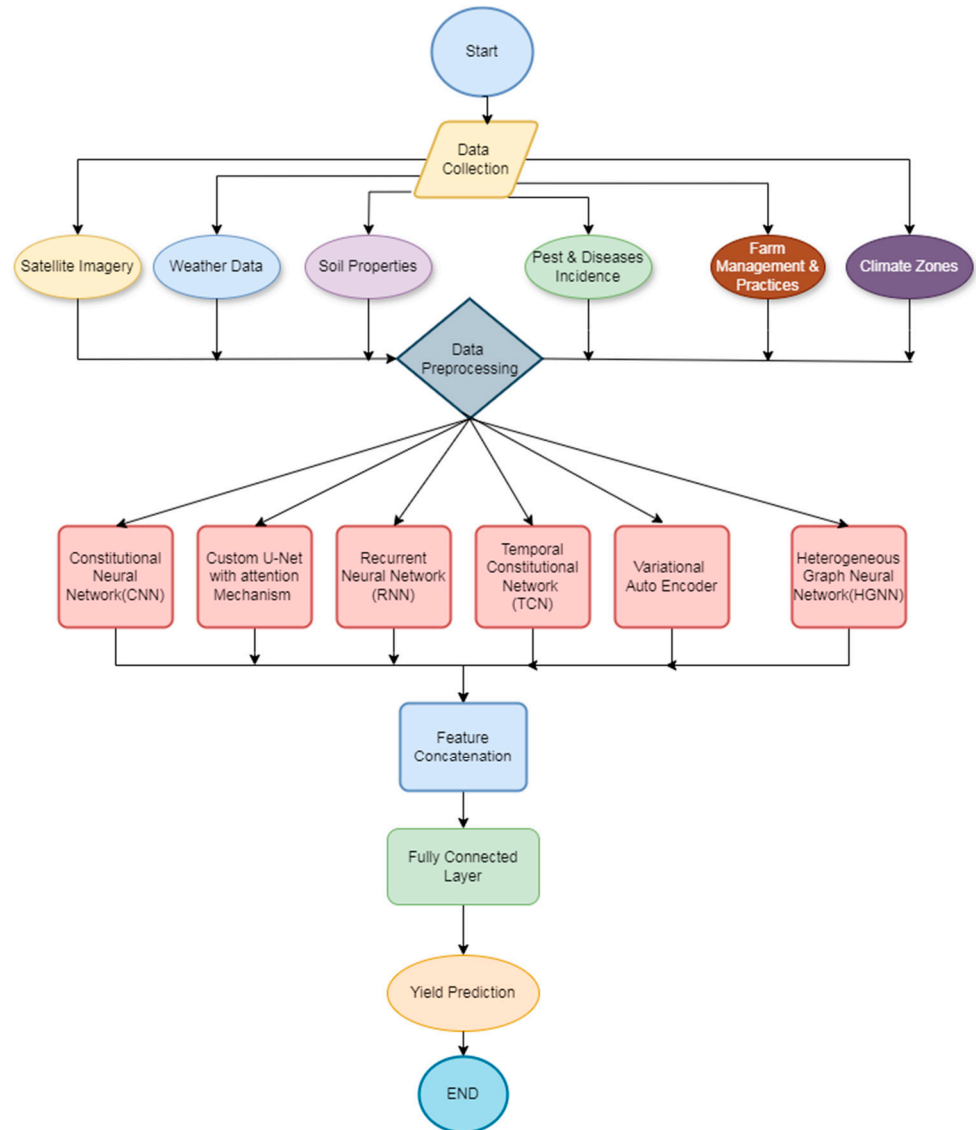 Start
Data
Collection
Satellite Imagery
Weather Data
Soil Properties
Pest & Diseases
Incidence
Farm
Management &
Practices
Climate Zones
Data
Preprocessing
Constitutional
Neural
Network(CNN)
Custom U-Net
with attention
Mechanism
Recurrent
Neural Network
(RNN)
Temporal
Constitutional
Network
(TCN)
Variational
Auto Encoder
Heterogeneous
Graph Neural
Network(HGNN)
Feature
Concatenation
Fully Connected
Layer
Yield Prediction
END